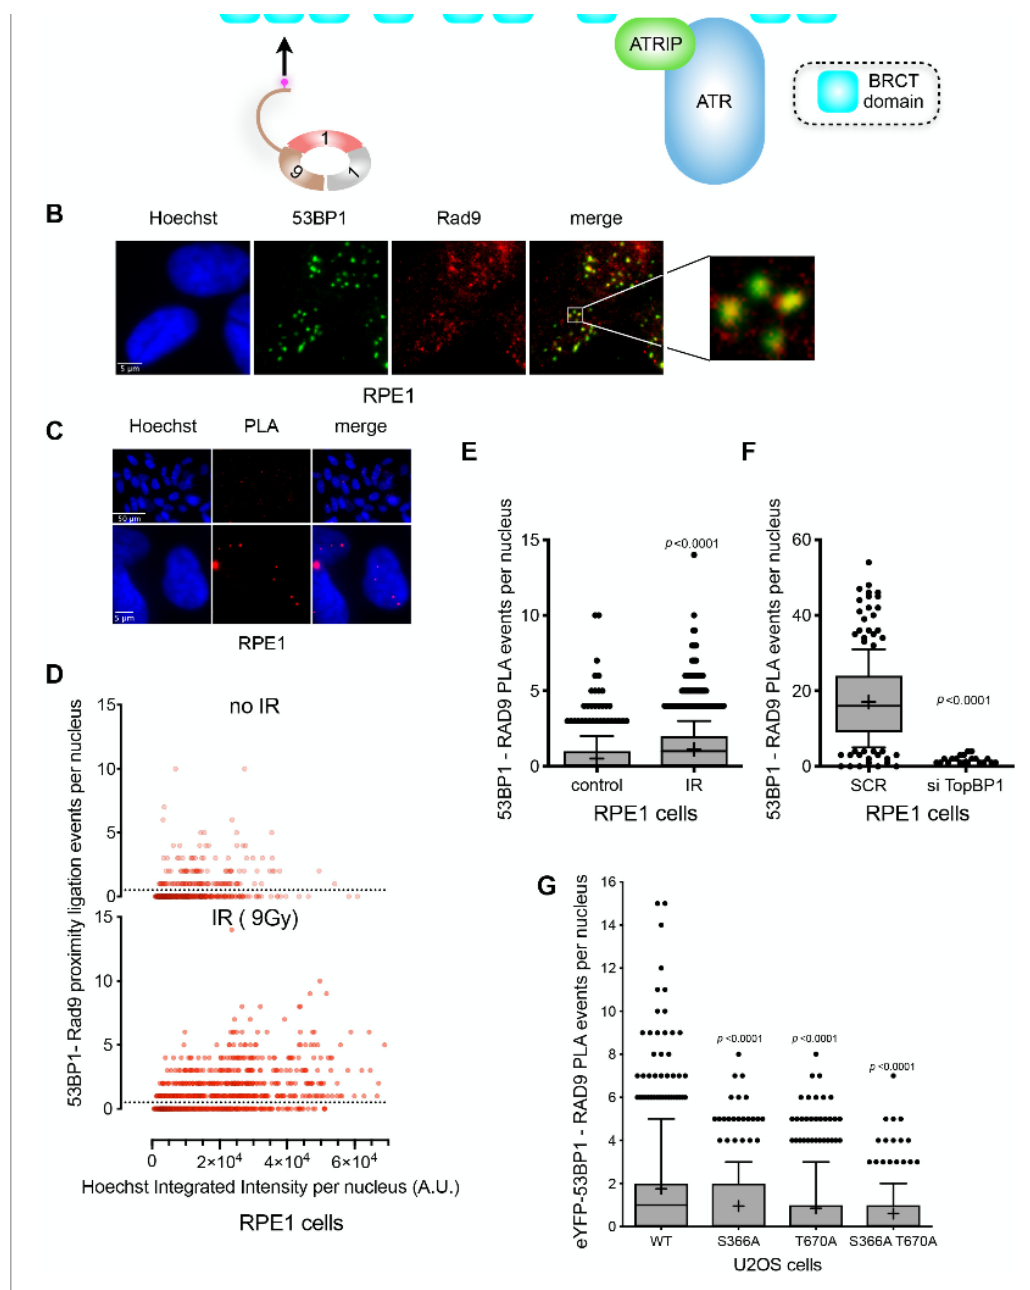 ATRIP
ATR
BRCT
domain
1
9
1
B
Hoechst
53BP1
Rad9
merge
5 µm
RPE1
C
Hoechst
PLA
merge
50 µm
5 µm
RPE1
D
53BP1- Rad9 proximity ligation events per nucleus
no IR
15
10
5
0
IR ( 9Gy)
15
10
5
0
0
2×10⁴
4×10⁴
6×10⁴
Hoechst Integrated Intensity per nucleus (A.U.)
RPE1 cells
E
53BP1 - RAD9 PLA events per nucleus
15
10
5
0
p<0.0001
control
IR
RPE1 cells
F
53BP1 - RAD9 PLA events per nucleus
60
40
20
0
p<0.0001
SCR
si TopBP1
RPE1 cells
G
eYFP-53BP1 - RAD9 PLA events per nucleus
16
14
12
10
8
6
4
2
0
p<0.0001
p<0.0001
p<0.0001
WT
S366A
T670A
S366A T670A
U2OS cells